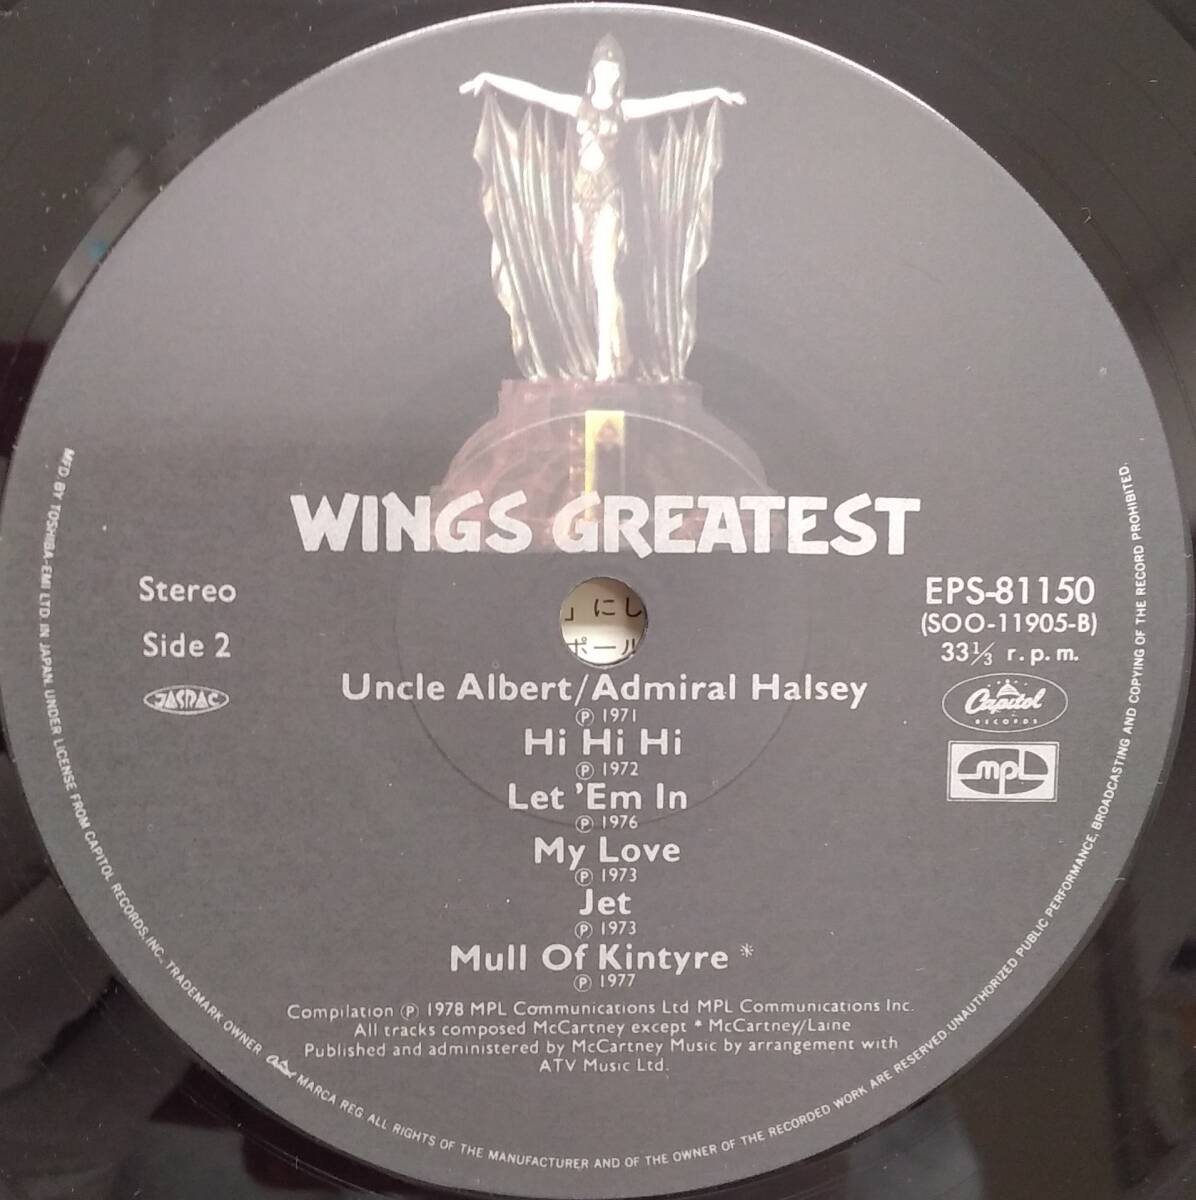 WINGS GREATEST
Stereo
Side 2
JASRAC
EPS-81150
(SOO-11905-B)
33⅓ r.p.m.
Capitol
RECORDS
mpl
」にし
ポール
Uncle Albert/Admiral Halsey
℗ 1971
Hi Hi Hi
℗ 1972
Let 'Em In
℗ 1976
My Love
℗ 1973
Jet
℗ 1973
Mull Of Kintyre *
℗ 1977
Compilation ℗ 1978 MPL Communications Ltd MPL Communications Inc.
All tracks composed McCartney except * McCartney/Laine
Published and administered by McCartney Music by arrangement with
ATV Music Ltd.
MFD BY TOSHIBA-EMI LTD. IN JAPAN. UNDER LICENSE FROM CAPITOL RECORDS, INC., TRADEMARK OWNER MARCA REG ALL RIGHTS OF THE MANUFACTURER AND OF THE OWNER OF THE RECORDED WORK ARE RESERVED. UNAUTHORIZED PUBLIC PERFORMANCE, BROADCASTING AND COPYING OF THE RECORD PROHIBITED.